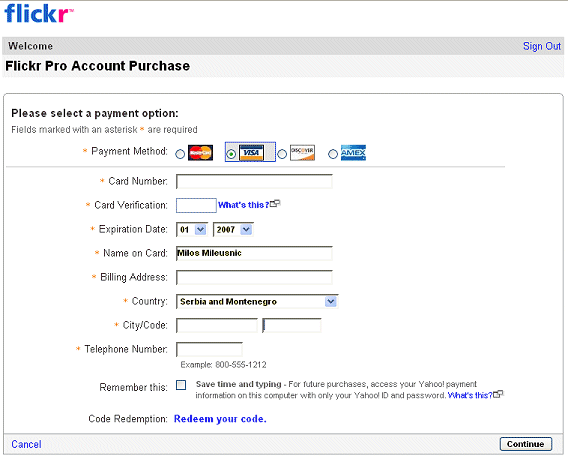 flickr™
Welcome Sign Out
Flickr Pro Account Purchase
Please select a payment option:
Fields marked with an asterisk * are required
* Payment Method: MasterCard VISA DISCOVER AMEX
* Card Number:
* Card Verification: What's this?
* Expiration Date: 01 2007
* Name on Card: Milos Mileusnic
* Billing Address:
* Country: Serbia and Montenegro
* City/Code:
* Telephone Number:
Example: 800-555-1212
Remember this: Save time and typing - For future purchases, access your Yahoo! payment
information on this computer with only your Yahoo! ID and password. What's this?
Code Redemption: Redeem your code.
Cancel Continue